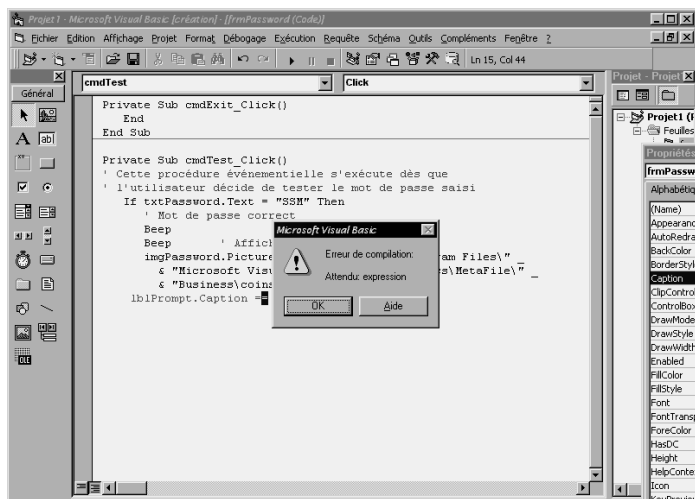 Projet1 - Microsoft Visual Basic [création] - [frmPassword (Code)]
Fichier Edition Affichage Projet Format Débogage Exécution Requête Schéma Outils Compléments Fenêtre ?
Ln 15, Col 44
Général
cmdTest Click
Private Sub cmdExit_Click()
End
End Sub
Private Sub cmdTest_Click()
' Cette procédure événementielle s'exécute dès que
' l'utilisateur décide de tester le mot de passe saisi
If txtPassword.Text = "SSM" Then
' Mot de passe correct
Beep
Beep ' Affich
imgPassword.Picture ram Files\" _
& "Microsoft Visu s\MetaFile\" _
& "Business\coins
lblPrompt.Caption =
Microsoft Visual Basic
Erreur de compilation:
Attendu: expression
OK Aide
Projet - Projet
Projet1 (
Feuilles
Propriétés
frmPassw
Alphabétiq
(Name)
Appearanc
AutoRedra
BackColor
BorderStyl
Caption
ClipControl
ControlBox
DrawMode
DrawStyle
DrawWidth
Enabled
FillColor
FillStyle
Font
FontTransp
ForeColor
HasDC
Height
HelpConte
Icon